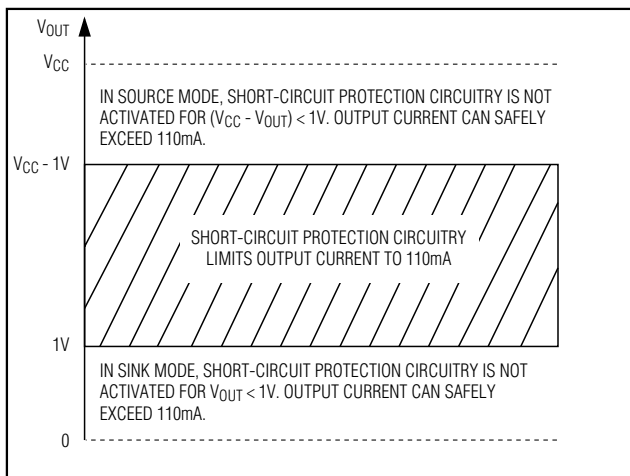 VOUT
VCC
IN SOURCE MODE, SHORT-CIRCUIT PROTECTION CIRCUITRY IS NOT
ACTIVATED FOR (VCC - VOUT) < 1V. OUTPUT CURRENT CAN SAFELY
EXCEED 110mA.
VCC - 1V
SHORT-CIRCUIT PROTECTION CIRCUITRY
LIMITS OUTPUT CURRENT TO 110mA
1V
IN SINK MODE, SHORT-CIRCUIT PROTECTION CIRCUITRY IS NOT
ACTIVATED FOR VOUT < 1V. OUTPUT CURRENT CAN SAFELY
EXCEED 110mA.
0